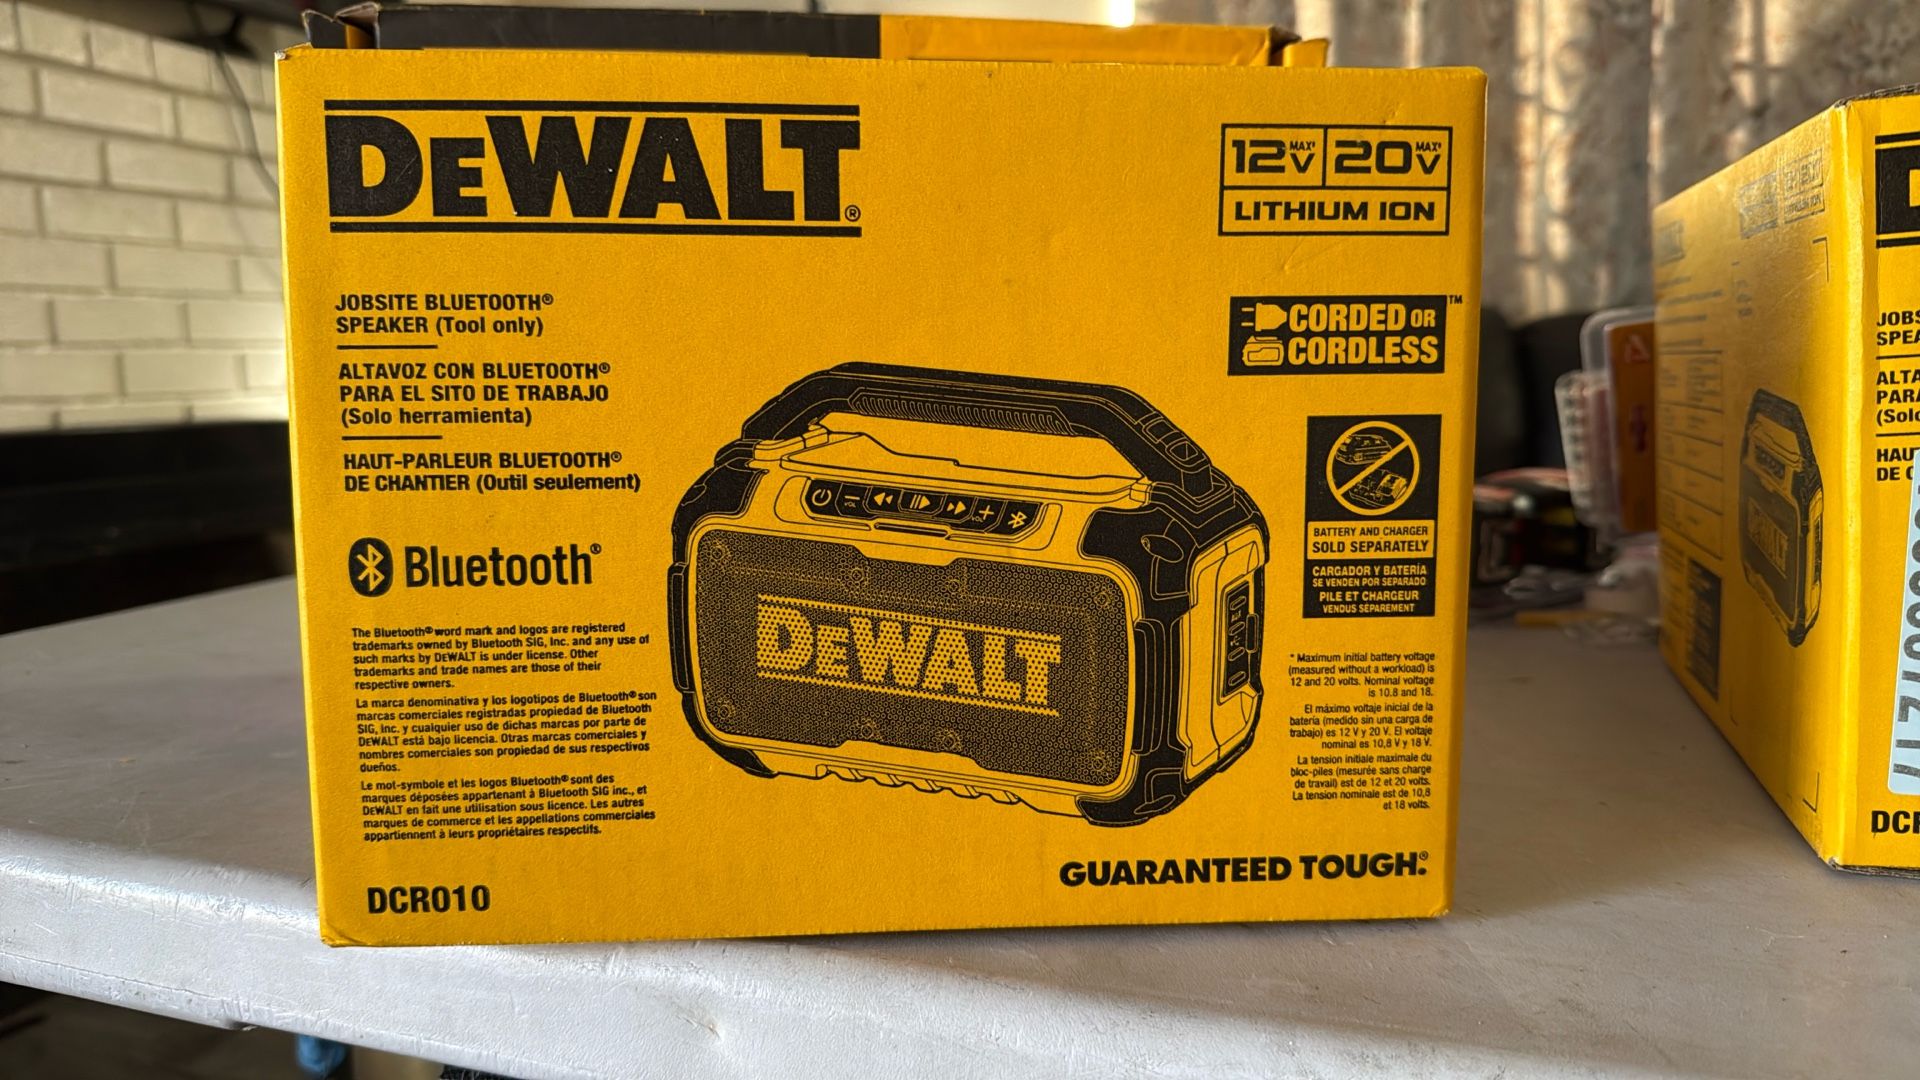 DEWALT®
12V MAX* 20V MAX*
LITHIUM ION
JOBSITE BLUETOOTH®
SPEAKER (Tool only)
ALTAVOZ CON BLUETOOTH®
PARA EL SITO DE TRABAJO
(Solo herramienta)
HAUT-PARLEUR BLUETOOTH®
DE CHANTIER (Outil seulement)
Bluetooth®
The Bluetooth® word mark and logos are registered
trademarks owned by Bluetooth SIG, Inc. and any use of
such marks by DEWALT is under license. Other
trademarks and trade names are those of their
respective owners.
La marca denominativa y los logotipos de Bluetooth® son
marcas comerciales registradas propiedad de Bluetooth
SIG, Inc. y cualquier uso de dichas marcas por parte de
DEWALT está bajo licencia. Otras marcas comerciales y
nombres comerciales son propiedad de sus respectivos
dueños.
Le mot-symbole et les logos Bluetooth® sont des
marques déposées appartenant à Bluetooth SIG inc., et
DEWALT en fait une utilisation sous licence. Les autres
marques de commerce et les appellations commerciales
appartiennent à leurs propriétaires respectifs.
DCR010
VOL
VOL
DEWALT
CORDED OR
CORDLESS™
BATTERY AND CHARGER
SOLD SEPARATELY
CARGADOR Y BATERÍA
SE VENDEN POR SEPARADO
PILE ET CHARGEUR
VENDUS SÉPARÉMENT
* Maximum initial battery voltage
(measured without a workload) is
12 and 20 volts. Nominal voltage
is 10.8 and 18.
El máximo voltaje inicial de la
batería (medido sin una carga de
trabajo) es 12 V y 20 V. El voltaje
nominal es 10,8 V y 18 V.
La tension initiale maximale du
bloc-piles (mesurée sans charge
de travail) est de 12 et 20 volts.
La tension nominale est de 10,8
et 18 volts.
GUARANTEED TOUGH.®
DEWALT
JOBS
SPEA
ALTA
PARA
(Solo
HAUT
DE C
DCR